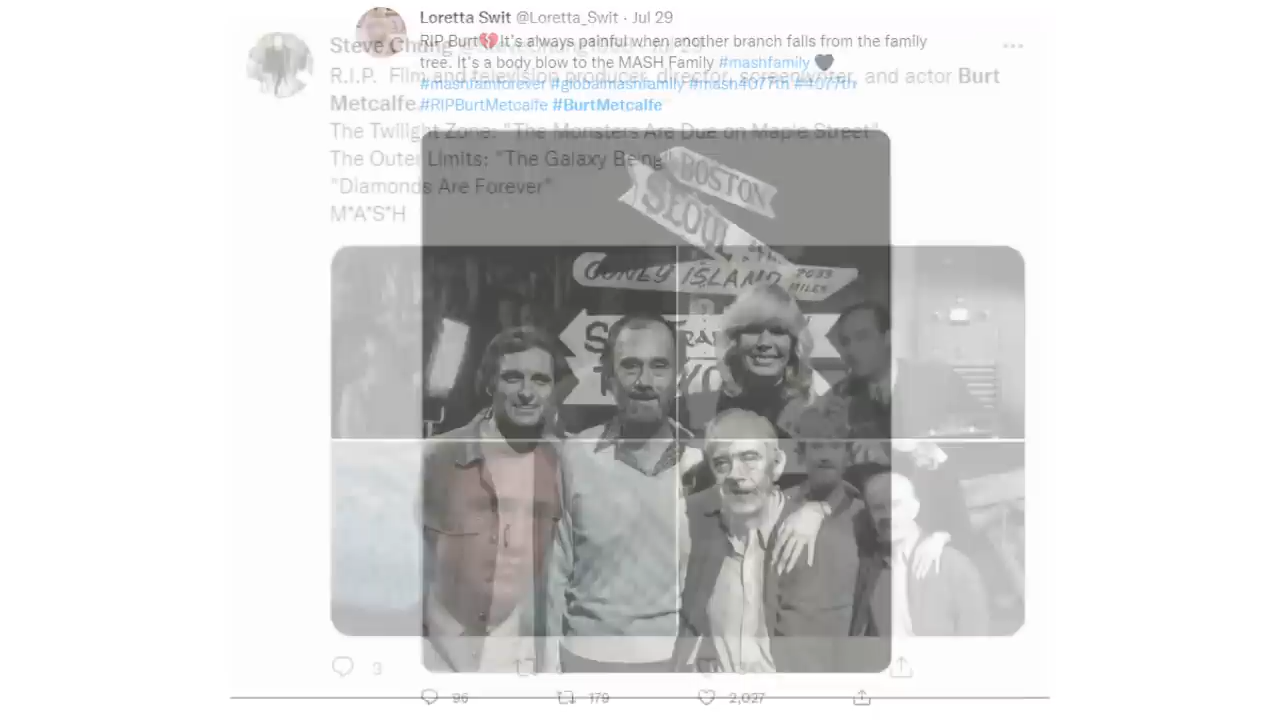 Loretta Swit @Loretta_Swit · Jul 29
RIP Burt💔It's always painful when another branch falls from the family
tree. It's a body blow to the MASH Family #mashfamily 🖤
#mashfamforever #globalmashfamily #mash4077th #4077th
#RIPBurtMetcalfe #BurtMetcalfe
Steve Chung
R.I.P. Film and television producer, director, screenwriter, and actor Burt
Metcalfe
The Twilight Zone: "The Monsters Are Due on Maple Street"
The Outer Limits: "The Galaxy Being"
"Diamonds Are Forever"
M*A*S*H
BOSTON
SEOUL
CONEY ISLAND
MILES
3
96 179 2,027